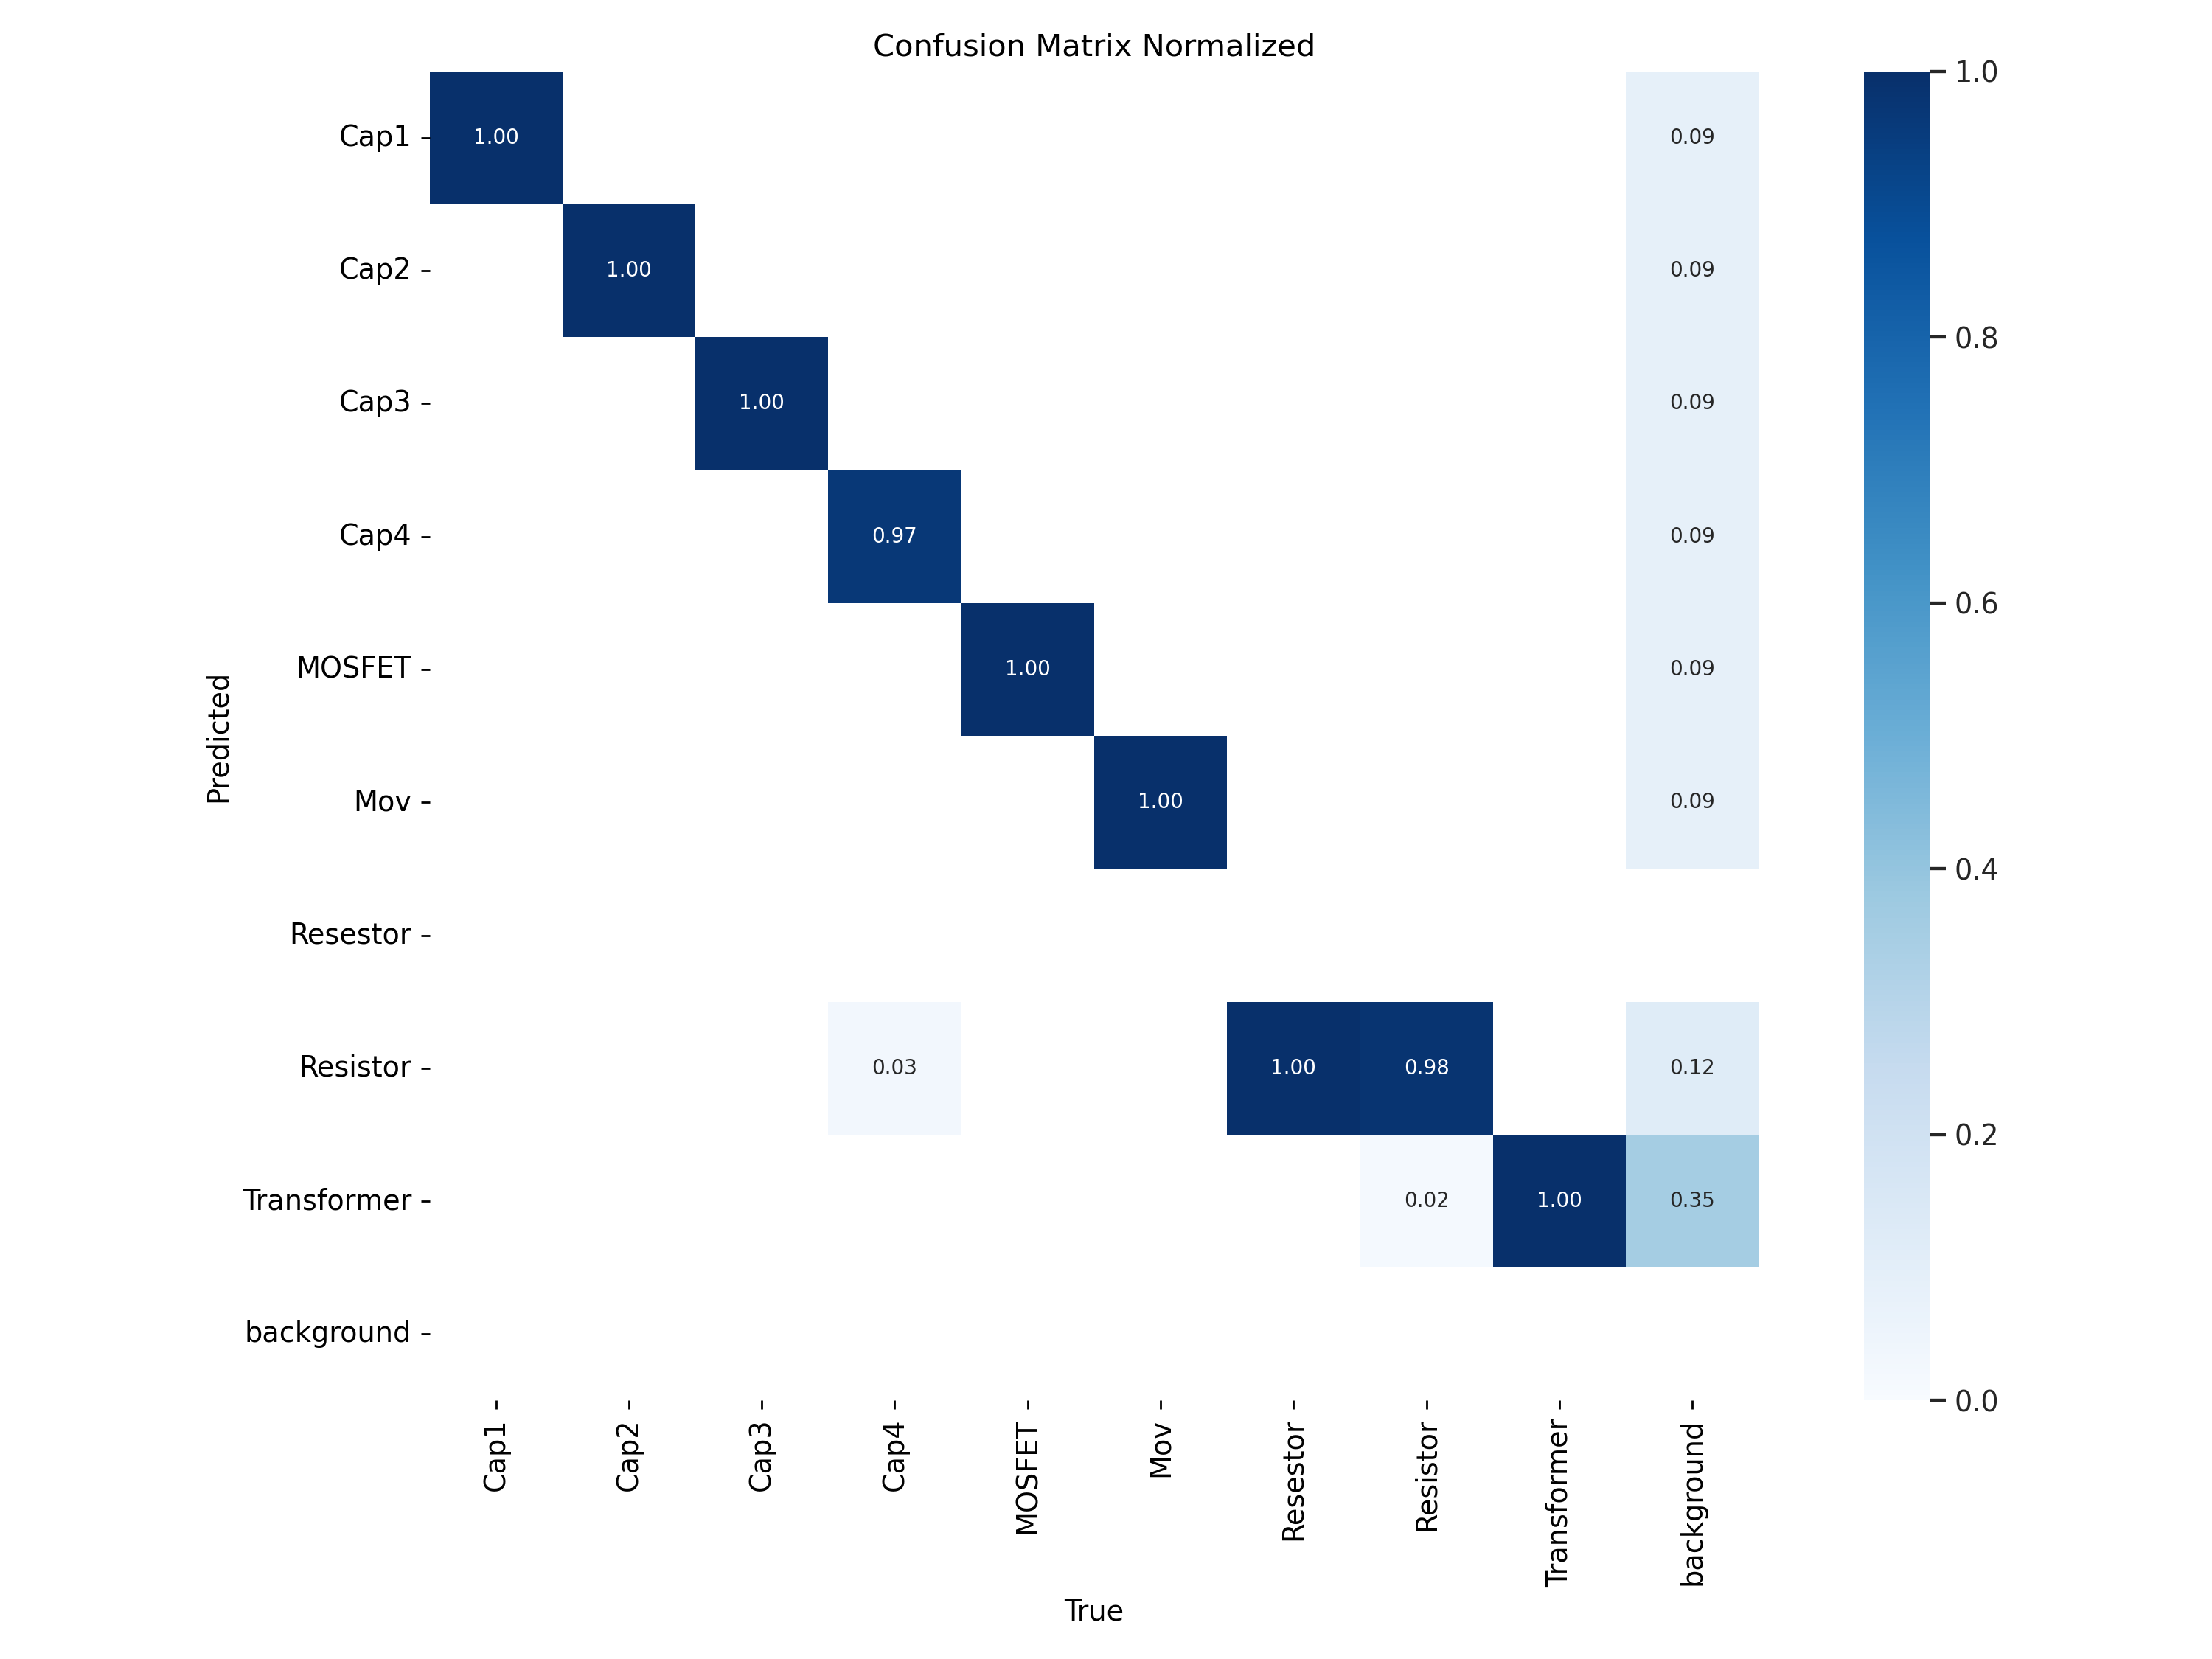 Confusion Matrix Normalized
Predicted
Cap1 1.00 0.09
Cap2 1.00 0.09
Cap3 1.00 0.09
Cap4 0.97 0.09
MOSFET 1.00 0.09
Mov 1.00 0.09
Resestor
Resistor 0.03 1.00 0.98 0.12
Transformer 0.02 1.00 0.35
background
Cap1 Cap2 Cap3 Cap4 MOSFET Mov Resestor Resistor Transformer background
True
1.0
0.8
0.6
0.4
0.2
0.0